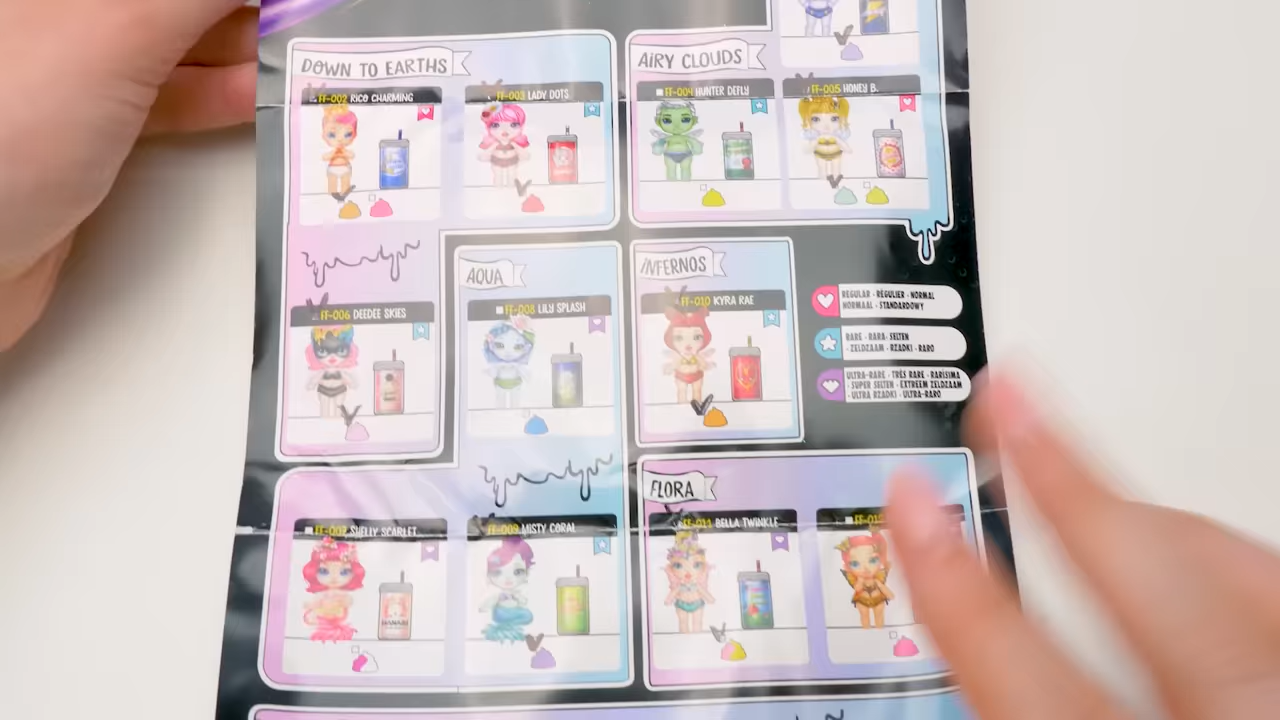 DOWN TO EARTHS
FF-002 RICO CHARMING
FF-003 LADY DOTS
AIRY CLOUDS
FF-004 HUNTER DEFLY
FF-005 HONEY B.
FF-006 DEEDEE SKIES
AQUA
FF-008 LILY SPLASH
INFERNOS
FF-010 KYRA RAE
REGULAR - RÉGULIER - NORMAL
NORMAAL - STANDARDOWY
RARE - RARA - SELTEN
- ZELDZAAM - RZADKI - RARO
ULTRA-RARE - TRÈS RARE - RARÍSIMA
- SUPER SELTEN - EXTREEM ZELDZAAM
- ULTRA RZADKI - ULTRA-RARO
FF-007 SHELLY SCARLET
FF-009 MISTY CORAL
FLORA
FF-011 BELLA TWINKLE